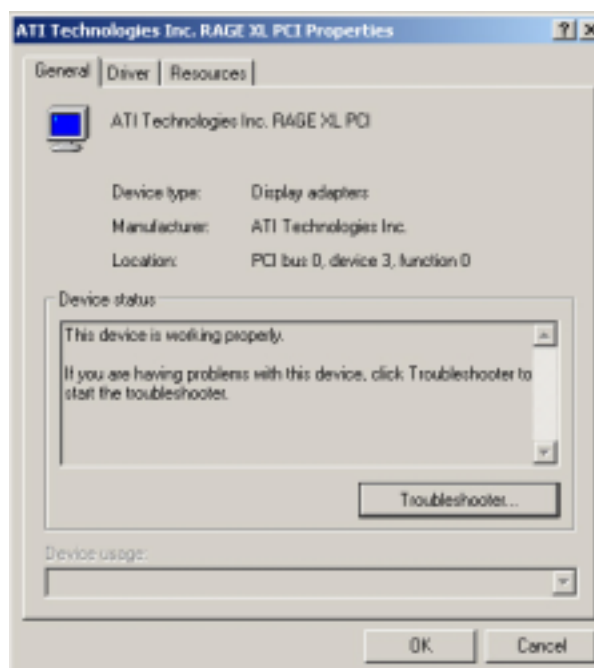 ATI Technologies Inc. RAGE XL PCI Properties
General Driver Resources
ATI Technologies Inc. RAGE XL PCI
Device type: Display adapters
Manufacturer: ATI Technologies Inc.
Location: PCI bus 0, device 3, function 0
Device status
This device is working properly.
If you are having problems with this device, click Troubleshooter to
start the troubleshooter.
Troubleshooter...
Device usage:
OK Cancel